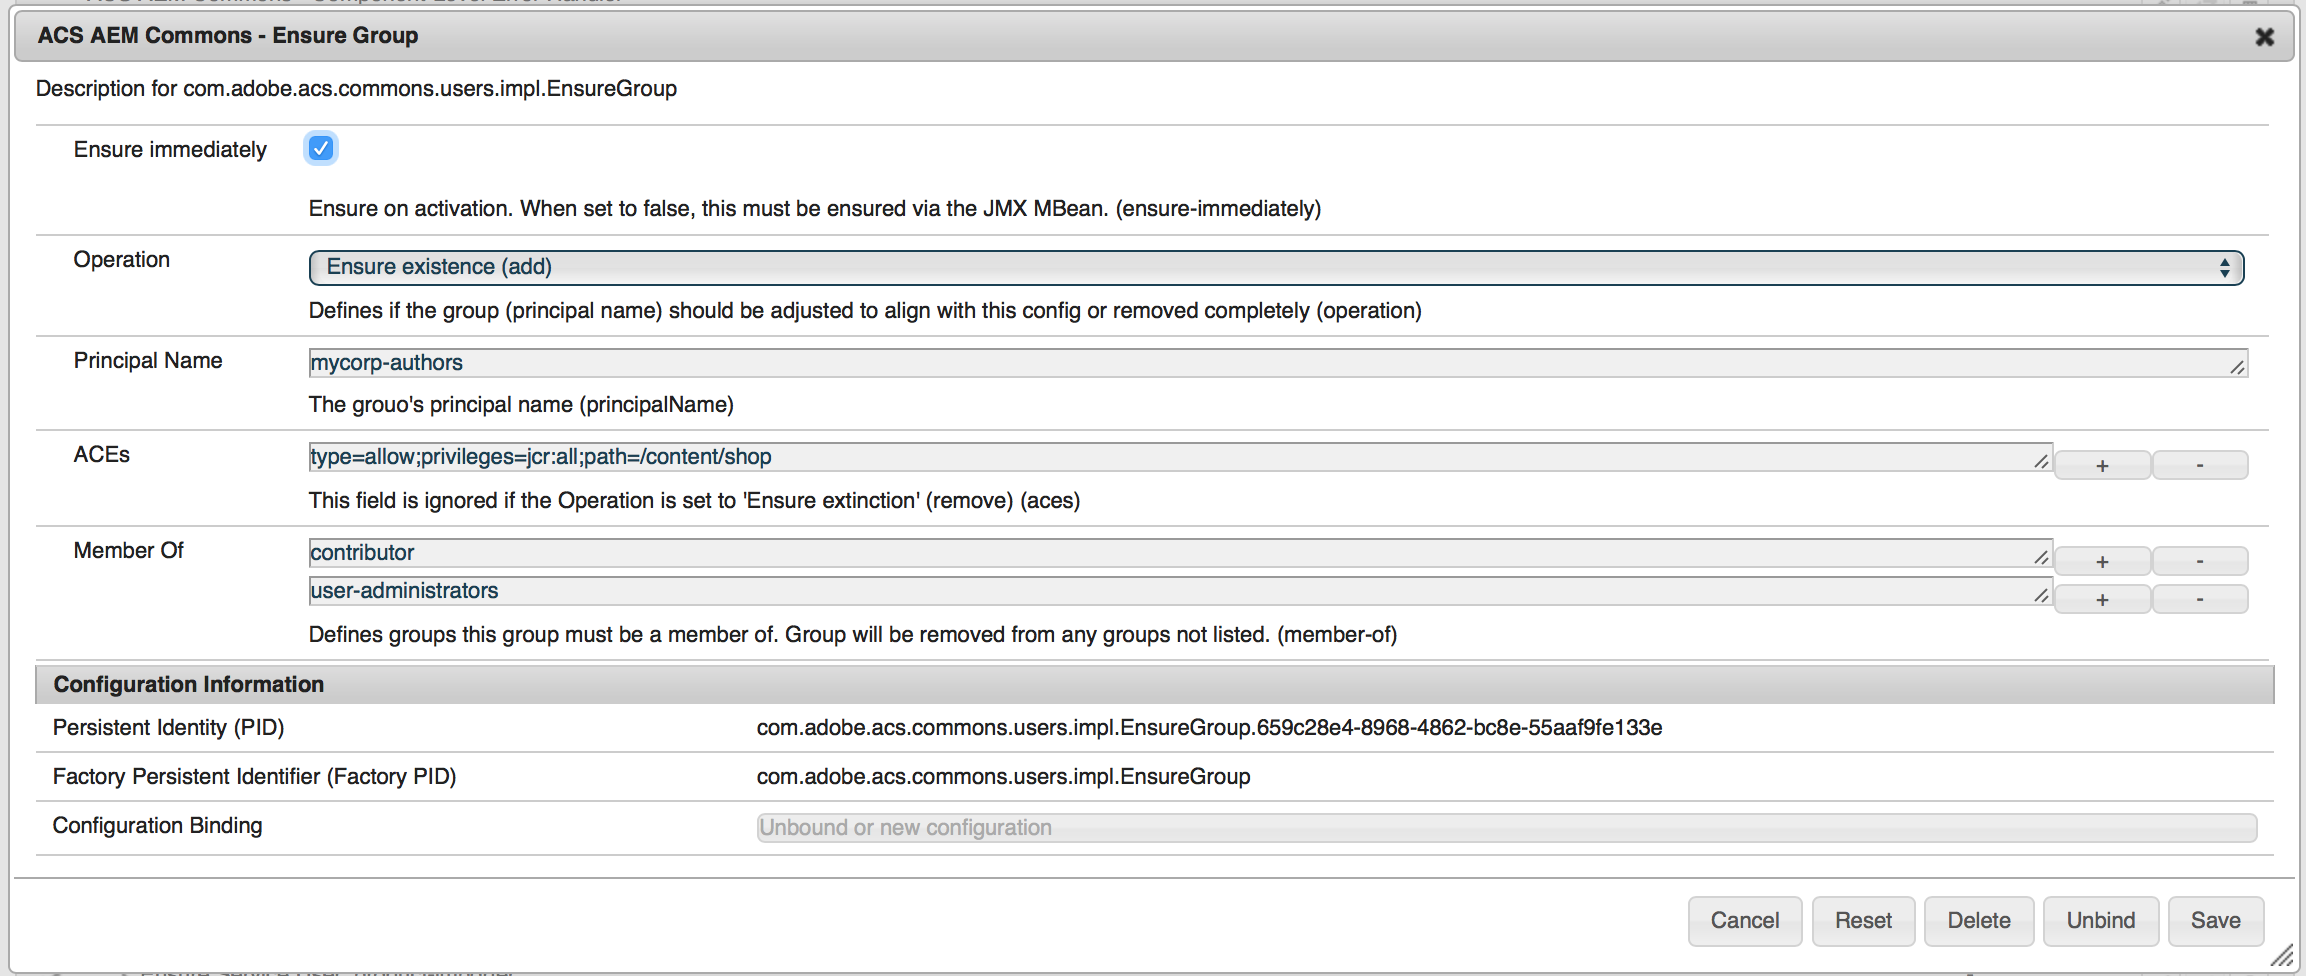 ACS AEM Commons - Ensure Group
Description for com.adobe.acs.commons.users.impl.EnsureGroup
Ensure immediately
Ensure on activation. When set to false, this must be ensured via the JMX MBean. (ensure-immediately)
Operation
Ensure existence (add)
Defines if the group (principal name) should be adjusted to align with this config or removed completely (operation)
Principal Name
mycorp-authors
The grouo's principal name (principalName)
ACEs
type=allow;privileges=jcr:all;path=/content/shop
+ -
This field is ignored if the Operation is set to 'Ensure extinction' (remove) (aces)
Member Of
contributor
+ -
user-administrators
+ -
Defines groups this group must be a member of. Group will be removed from any groups not listed. (member-of)
Configuration Information
Persistent Identity (PID) com.adobe.acs.commons.users.impl.EnsureGroup.659c28e4-8968-4862-bc8e-55aaf9fe133e
Factory Persistent Identifier (Factory PID) com.adobe.acs.commons.users.impl.EnsureGroup
Configuration Binding Unbound or new configuration
Cancel Reset Delete Unbind Save